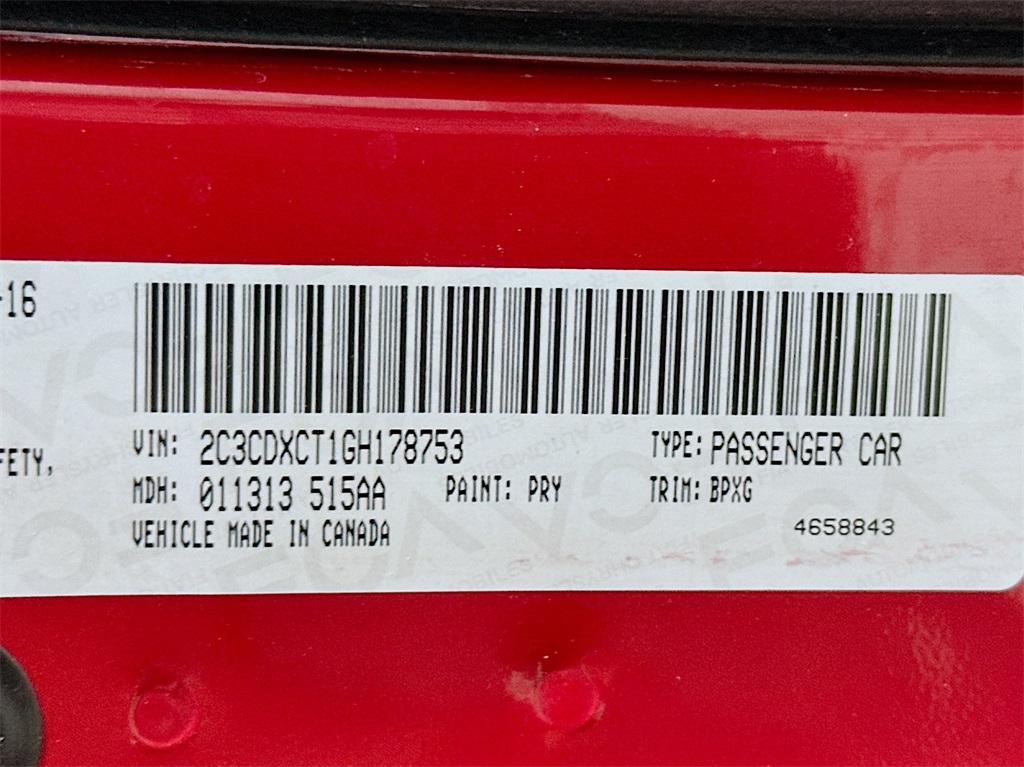 -16
VIN: 2C3CDXCT1GH178753 TYPE: PASSENGER CAR
FETY,
MDH: 011313 515AA PAINT: PRY TRIM: BPXG
VEHICLE MADE IN CANADA 4658843